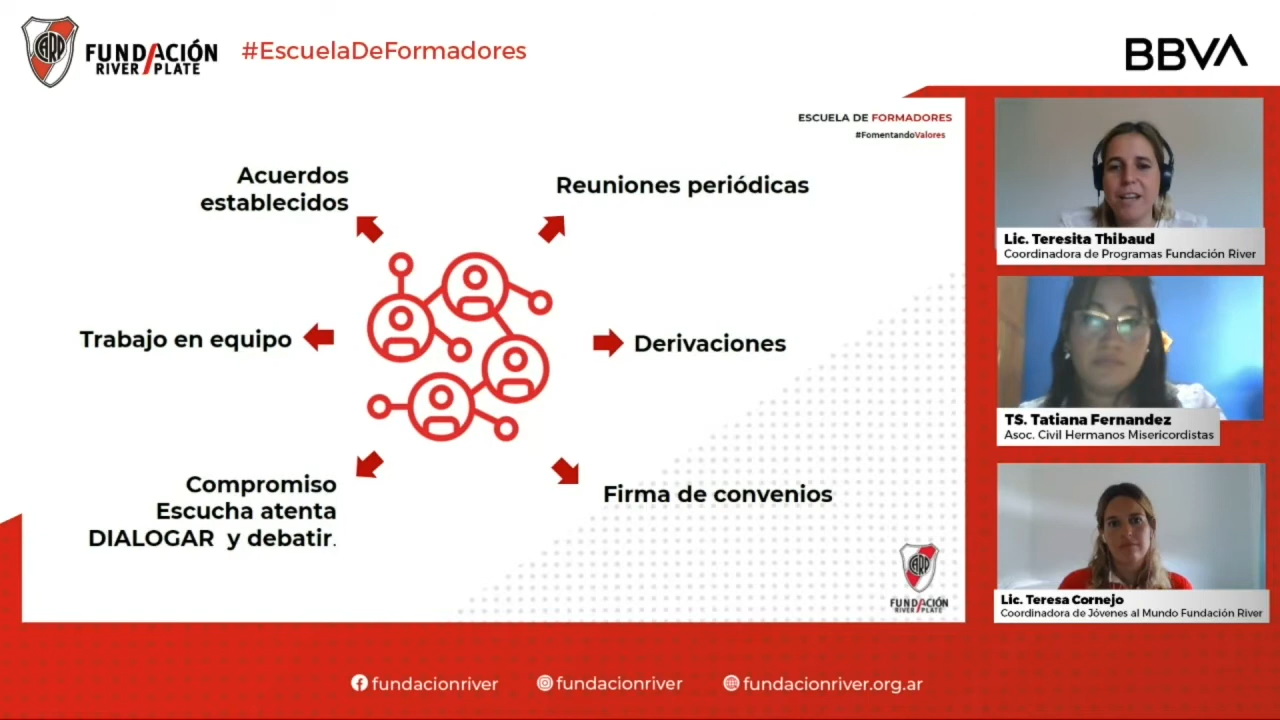 CARP
FUNDACIÓN
RIVER PLATE
#EscuelaDeFormadores
BBVA
ESCUELA DE FORMADORES
#FomentandoValores
Acuerdos
establecidos
Reuniones periódicas
Trabajo en equipo
Derivaciones
Compromiso
Escucha atenta
DIALOGAR y debatir.
Firma de convenios
CARP
FUNDACIÓN
RIVER PLATE
Lic. Teresita Thibaud
Coordinadora de Programas Fundación River
TS. Tatiana Fernandez
Asoc. Civil Hermanos Misericordistas
Lic. Teresa Cornejo
Coordinadora de Jóvenes al Mundo Fundación River
fundacionriver
fundacionriver
fundacionriver.org.ar